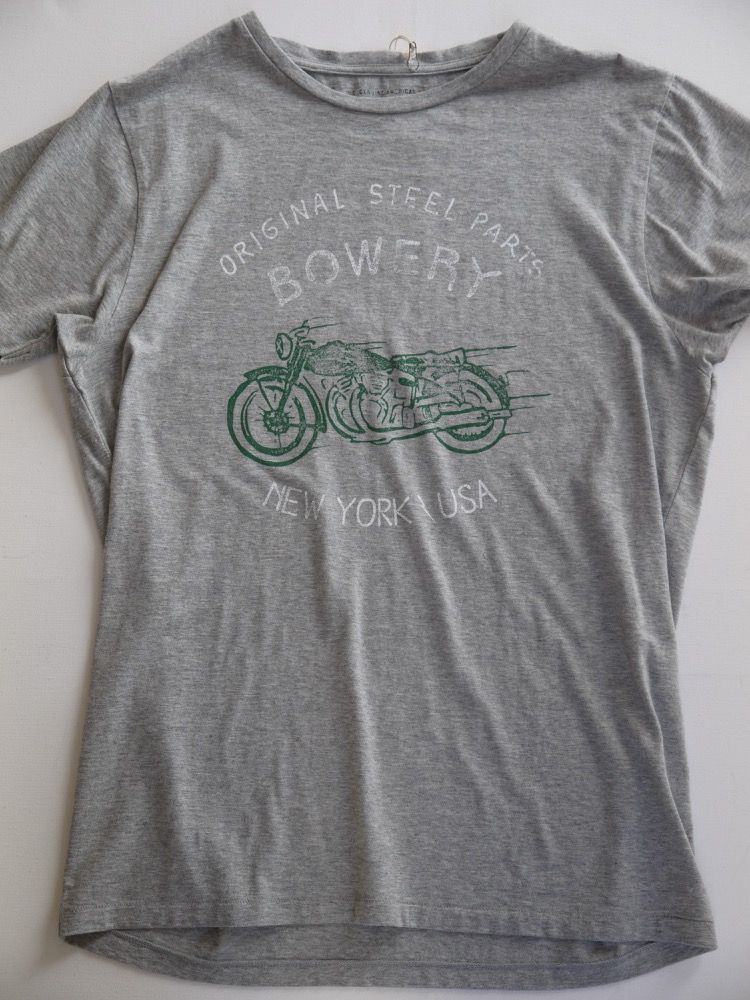 ORIGINAL STEEL PARTS
BOWERY
NEW YORK \ USA